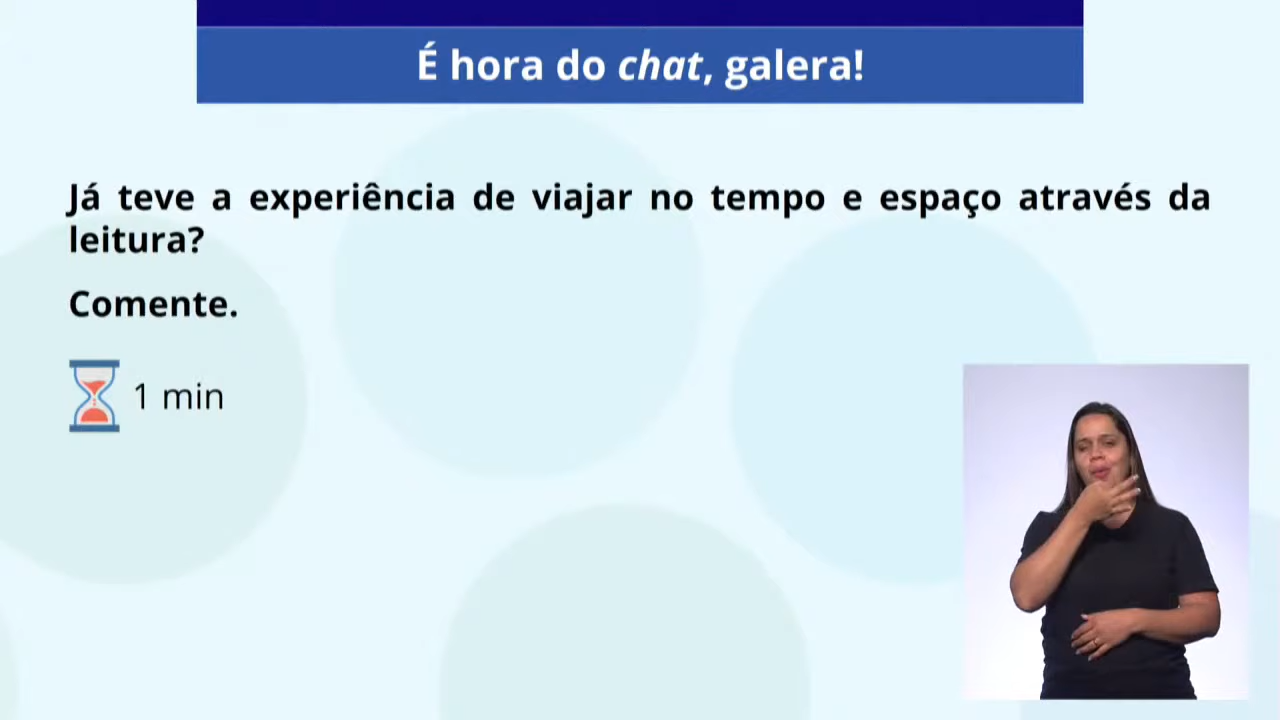 É hora do chat, galera!
Já teve a experiência de viajar no tempo e espaço através da
leitura?
Comente.
1 min